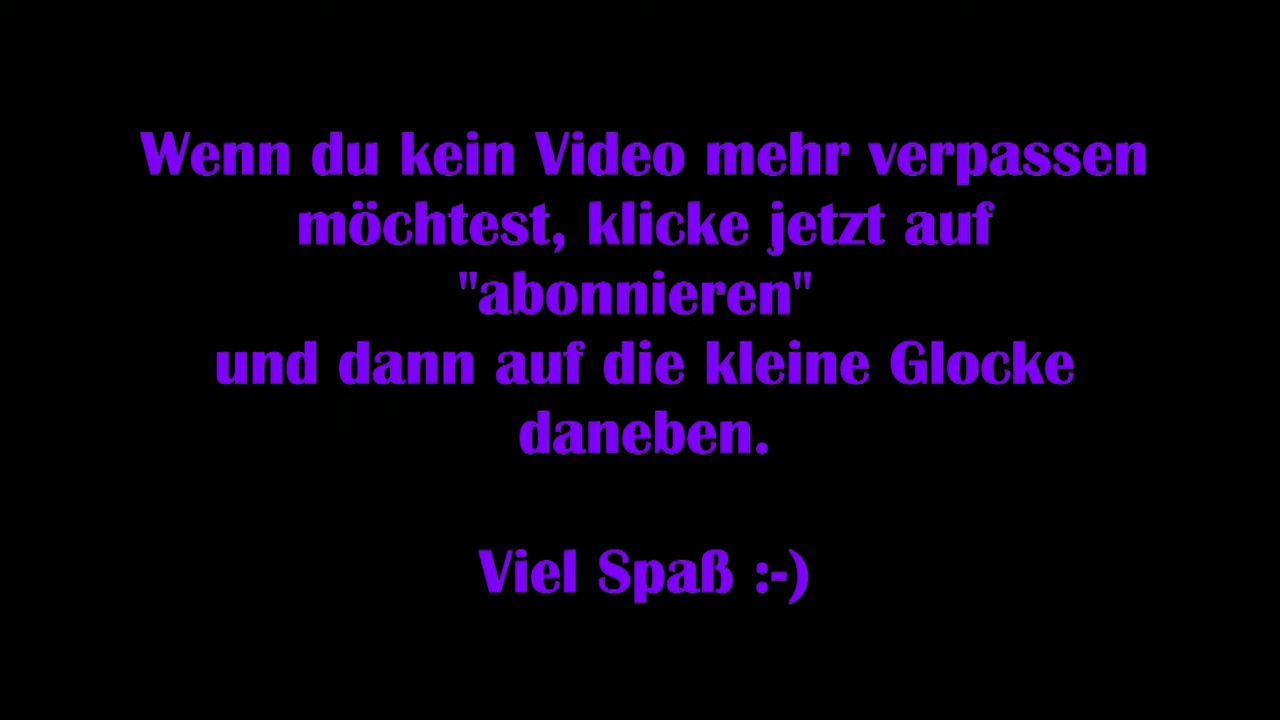 Wenn du kein Video mehr verpassen
möchtest, klicke jetzt auf
"abonnieren"
und dann auf die kleine Glocke
daneben.
Viel Spaß :-)